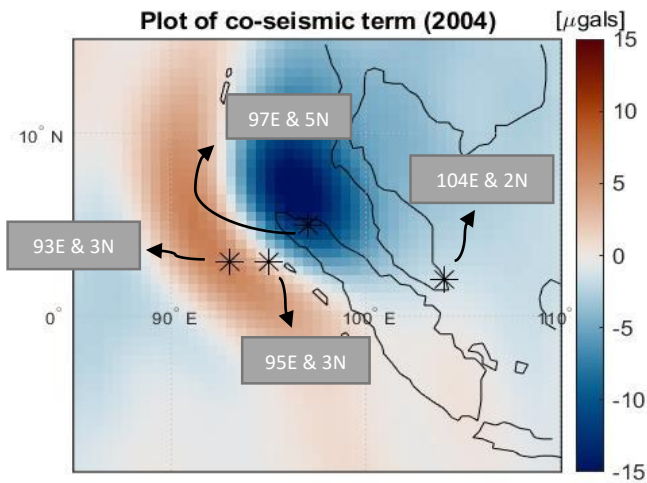 Plot of co-seismic term (2004)
[μgals]
15
10
5
0
-5
-10
-15
10° N
0°
90° E
100° E
110°
97E & 5N
104E & 2N
93E & 3N
95E & 3N